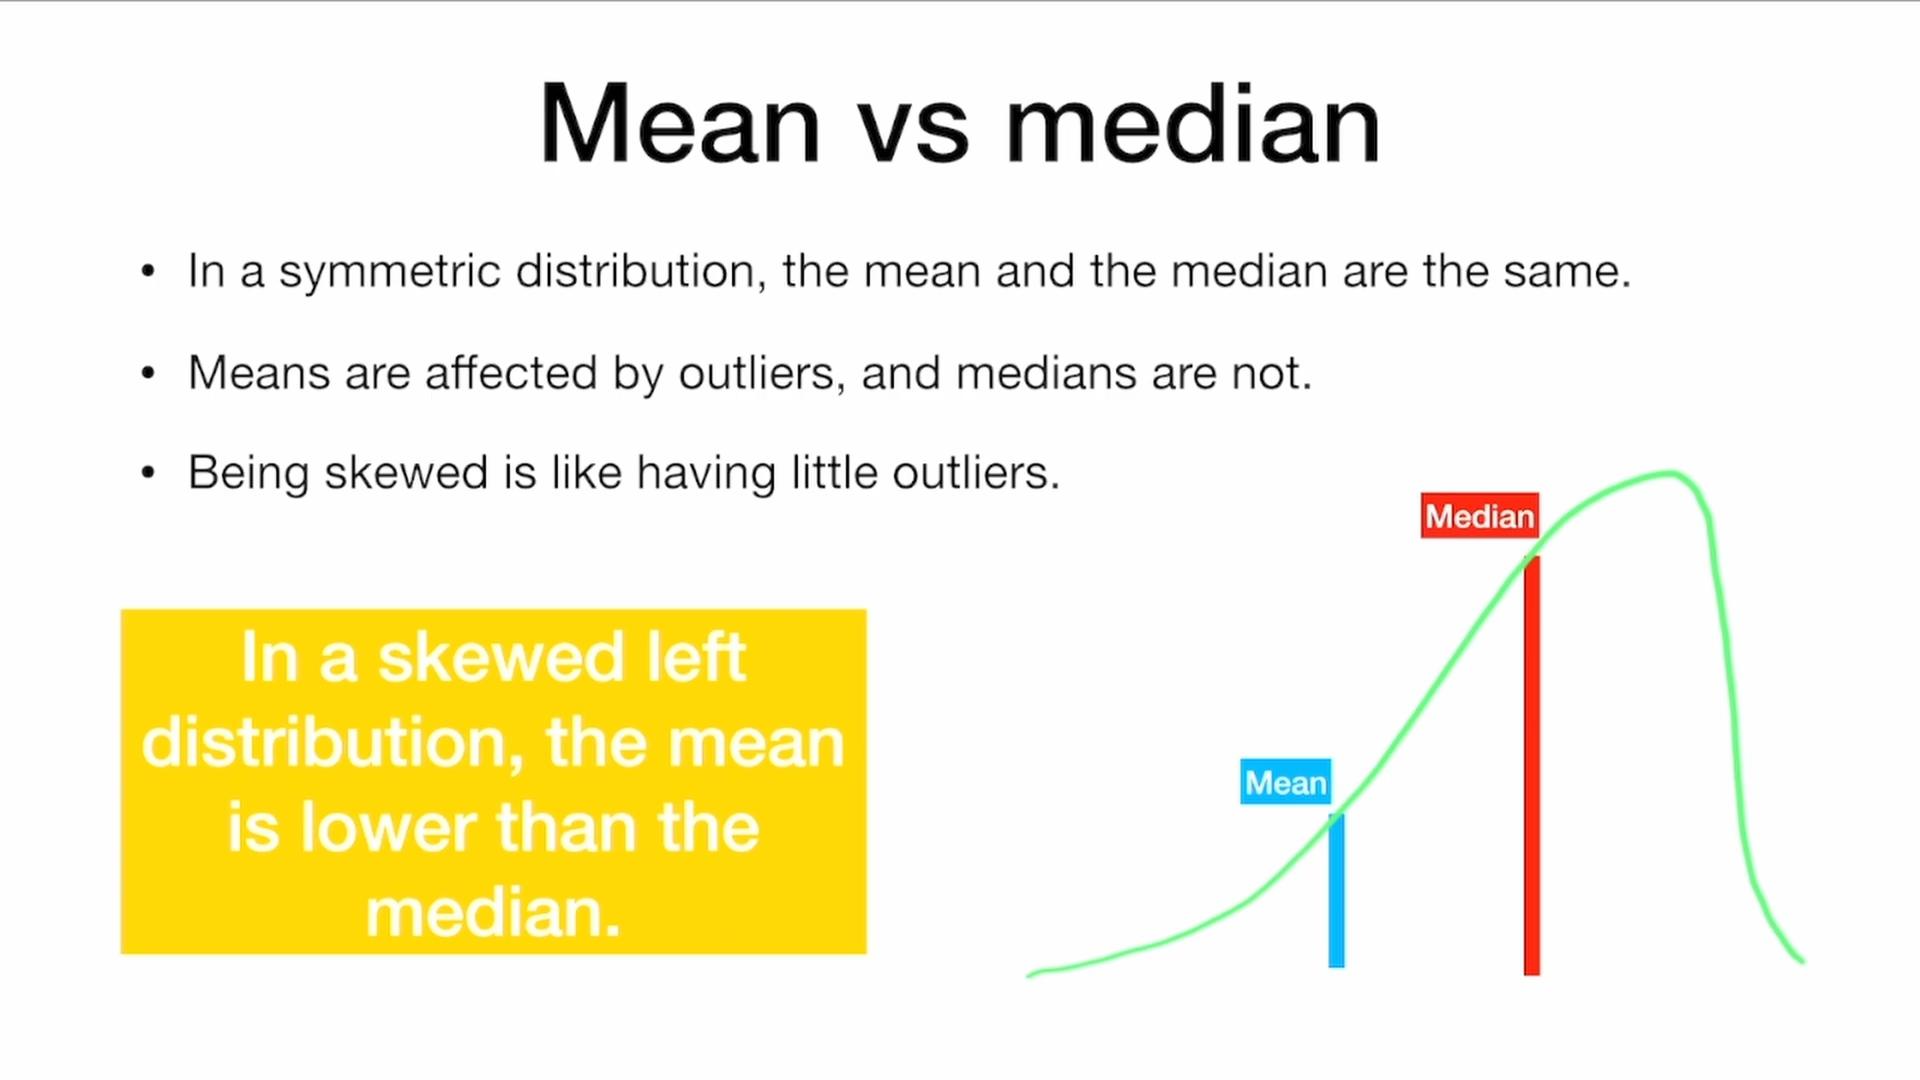 Mean vs median
• In a symmetric distribution, the mean and the median are the same.
• Means are affected by outliers, and medians are not.
• Being skewed is like having little outliers.
Median
In a skewed left
distribution, the mean
is lower than the
median.
Mean